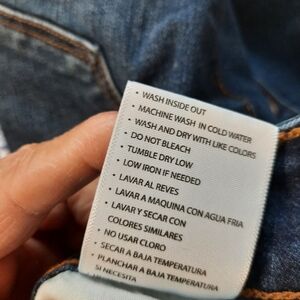 • WASH INSIDE OUT
• MACHINE WASH IN COLD WATER
• WASH AND DRY WITH LIKE COLORS
• DO NOT BLEACH
• TUMBLE DRY LOW
• LOW IRON IF NEEDED
• LAVAR AL REVES
• LAVAR A MAQUINA CON AGUA FRIA
• LAVAR Y SECAR CON
COLORES SIMILARES
• NO USAR CLORO
• SECAR A BAJA TEMPERATURA
• PLANCHAR A BAJA TEMPERATURA
SI NECESITA